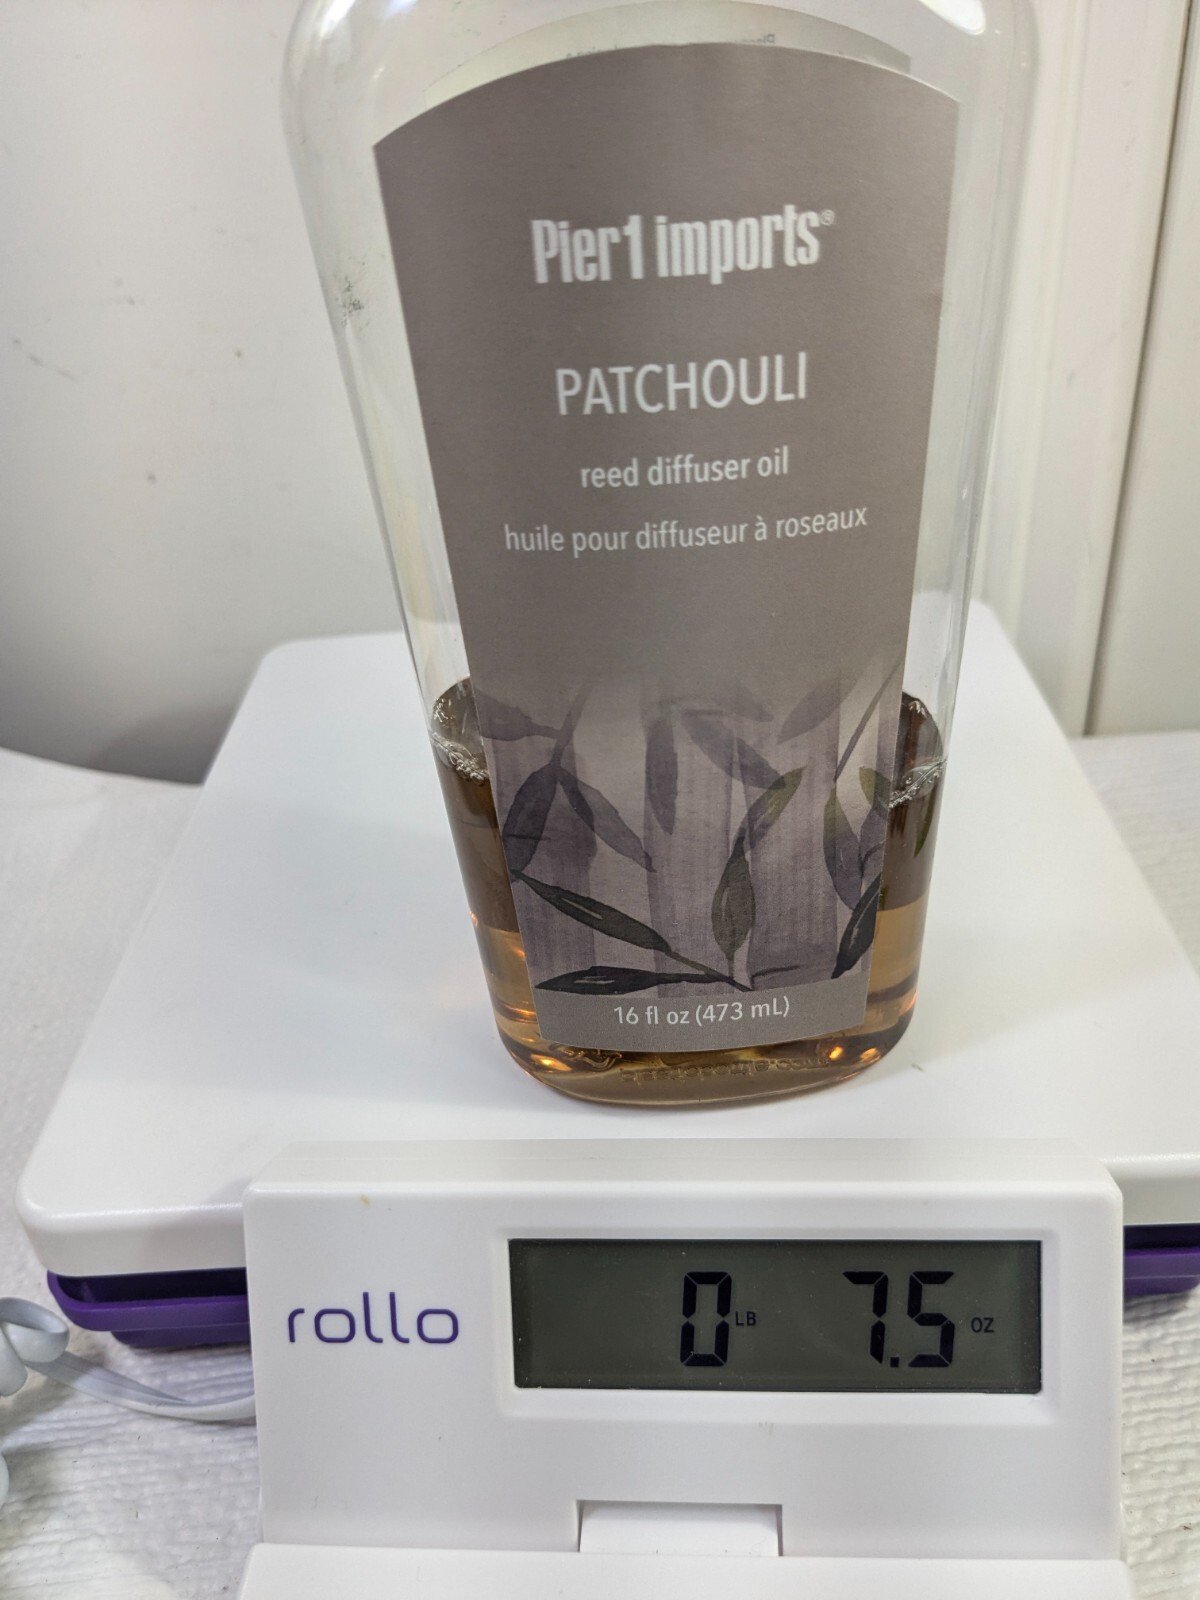 Pier1 imports®
PATCHOULI
reed diffuser oil
huile pour diffuseur à roseaux
16 fl oz (473 mL)
rollo
0 LB 7.5 OZ